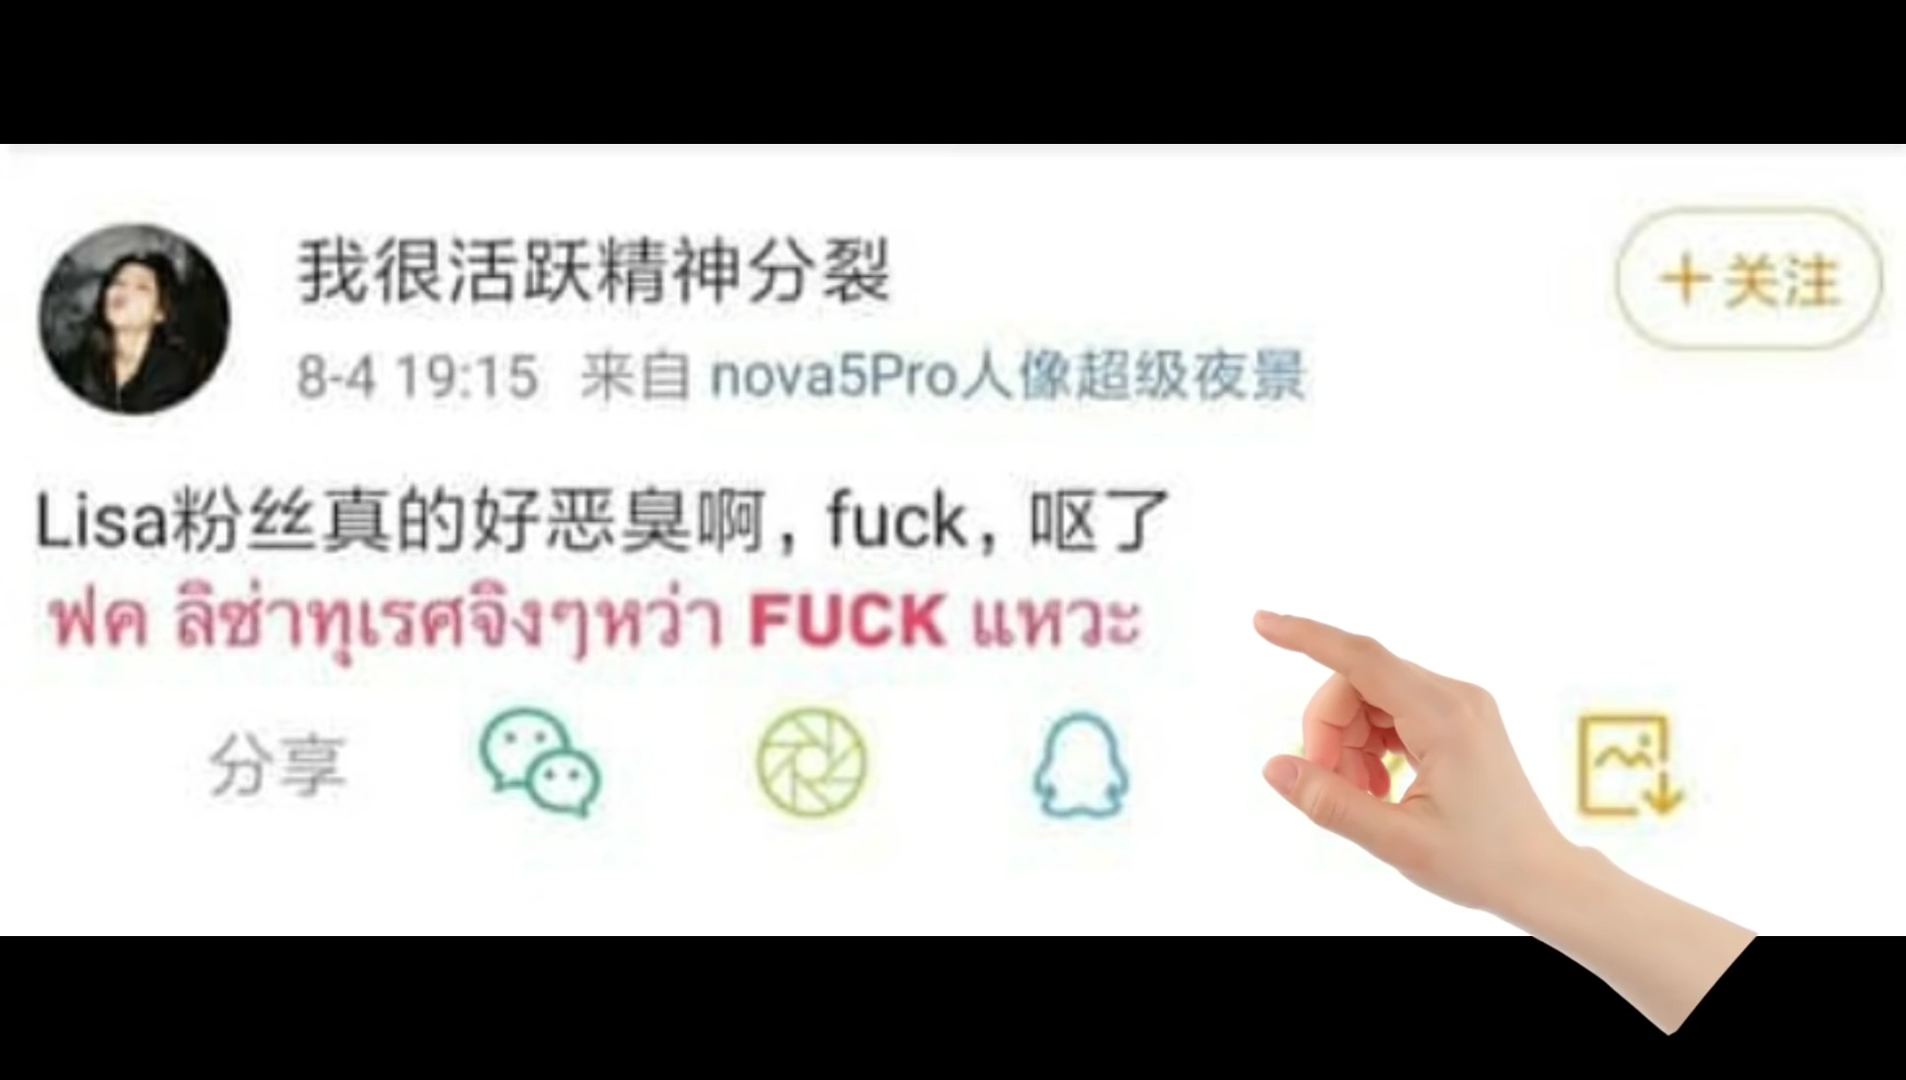 我很活跃精神分裂
+关注
8-4 19:15 来自 nova5Pro人像超级夜景
Lisa粉丝真的好恶臭啊，fuck，呕了
ฟค ลิซ่าทุเรศจิงๆหว่า FUCK แหวะ
分享